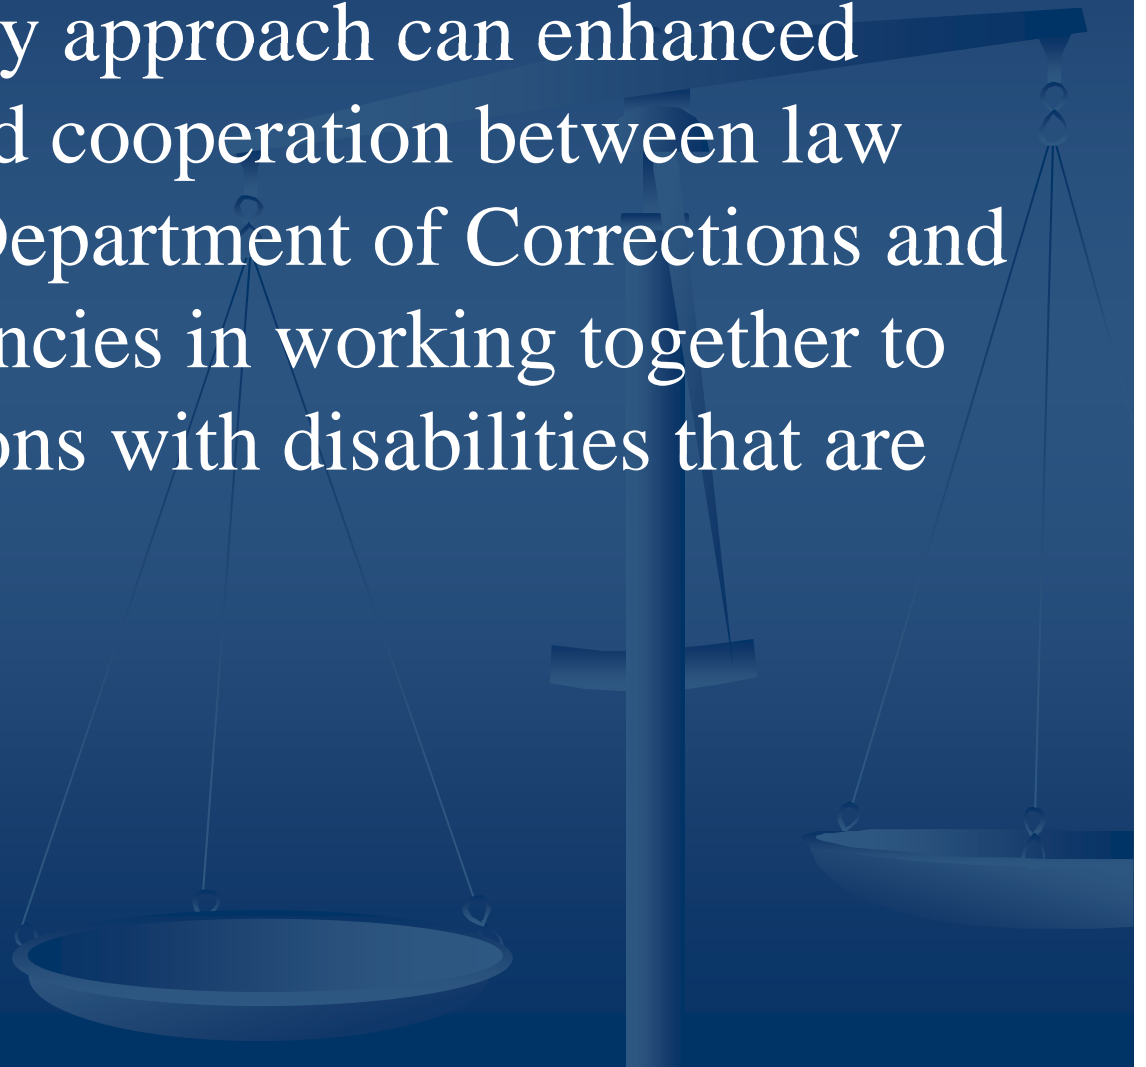 y approach can enhanced
d cooperation between law
Department of Corrections and
ncies in working together to
ons with disabilities that are